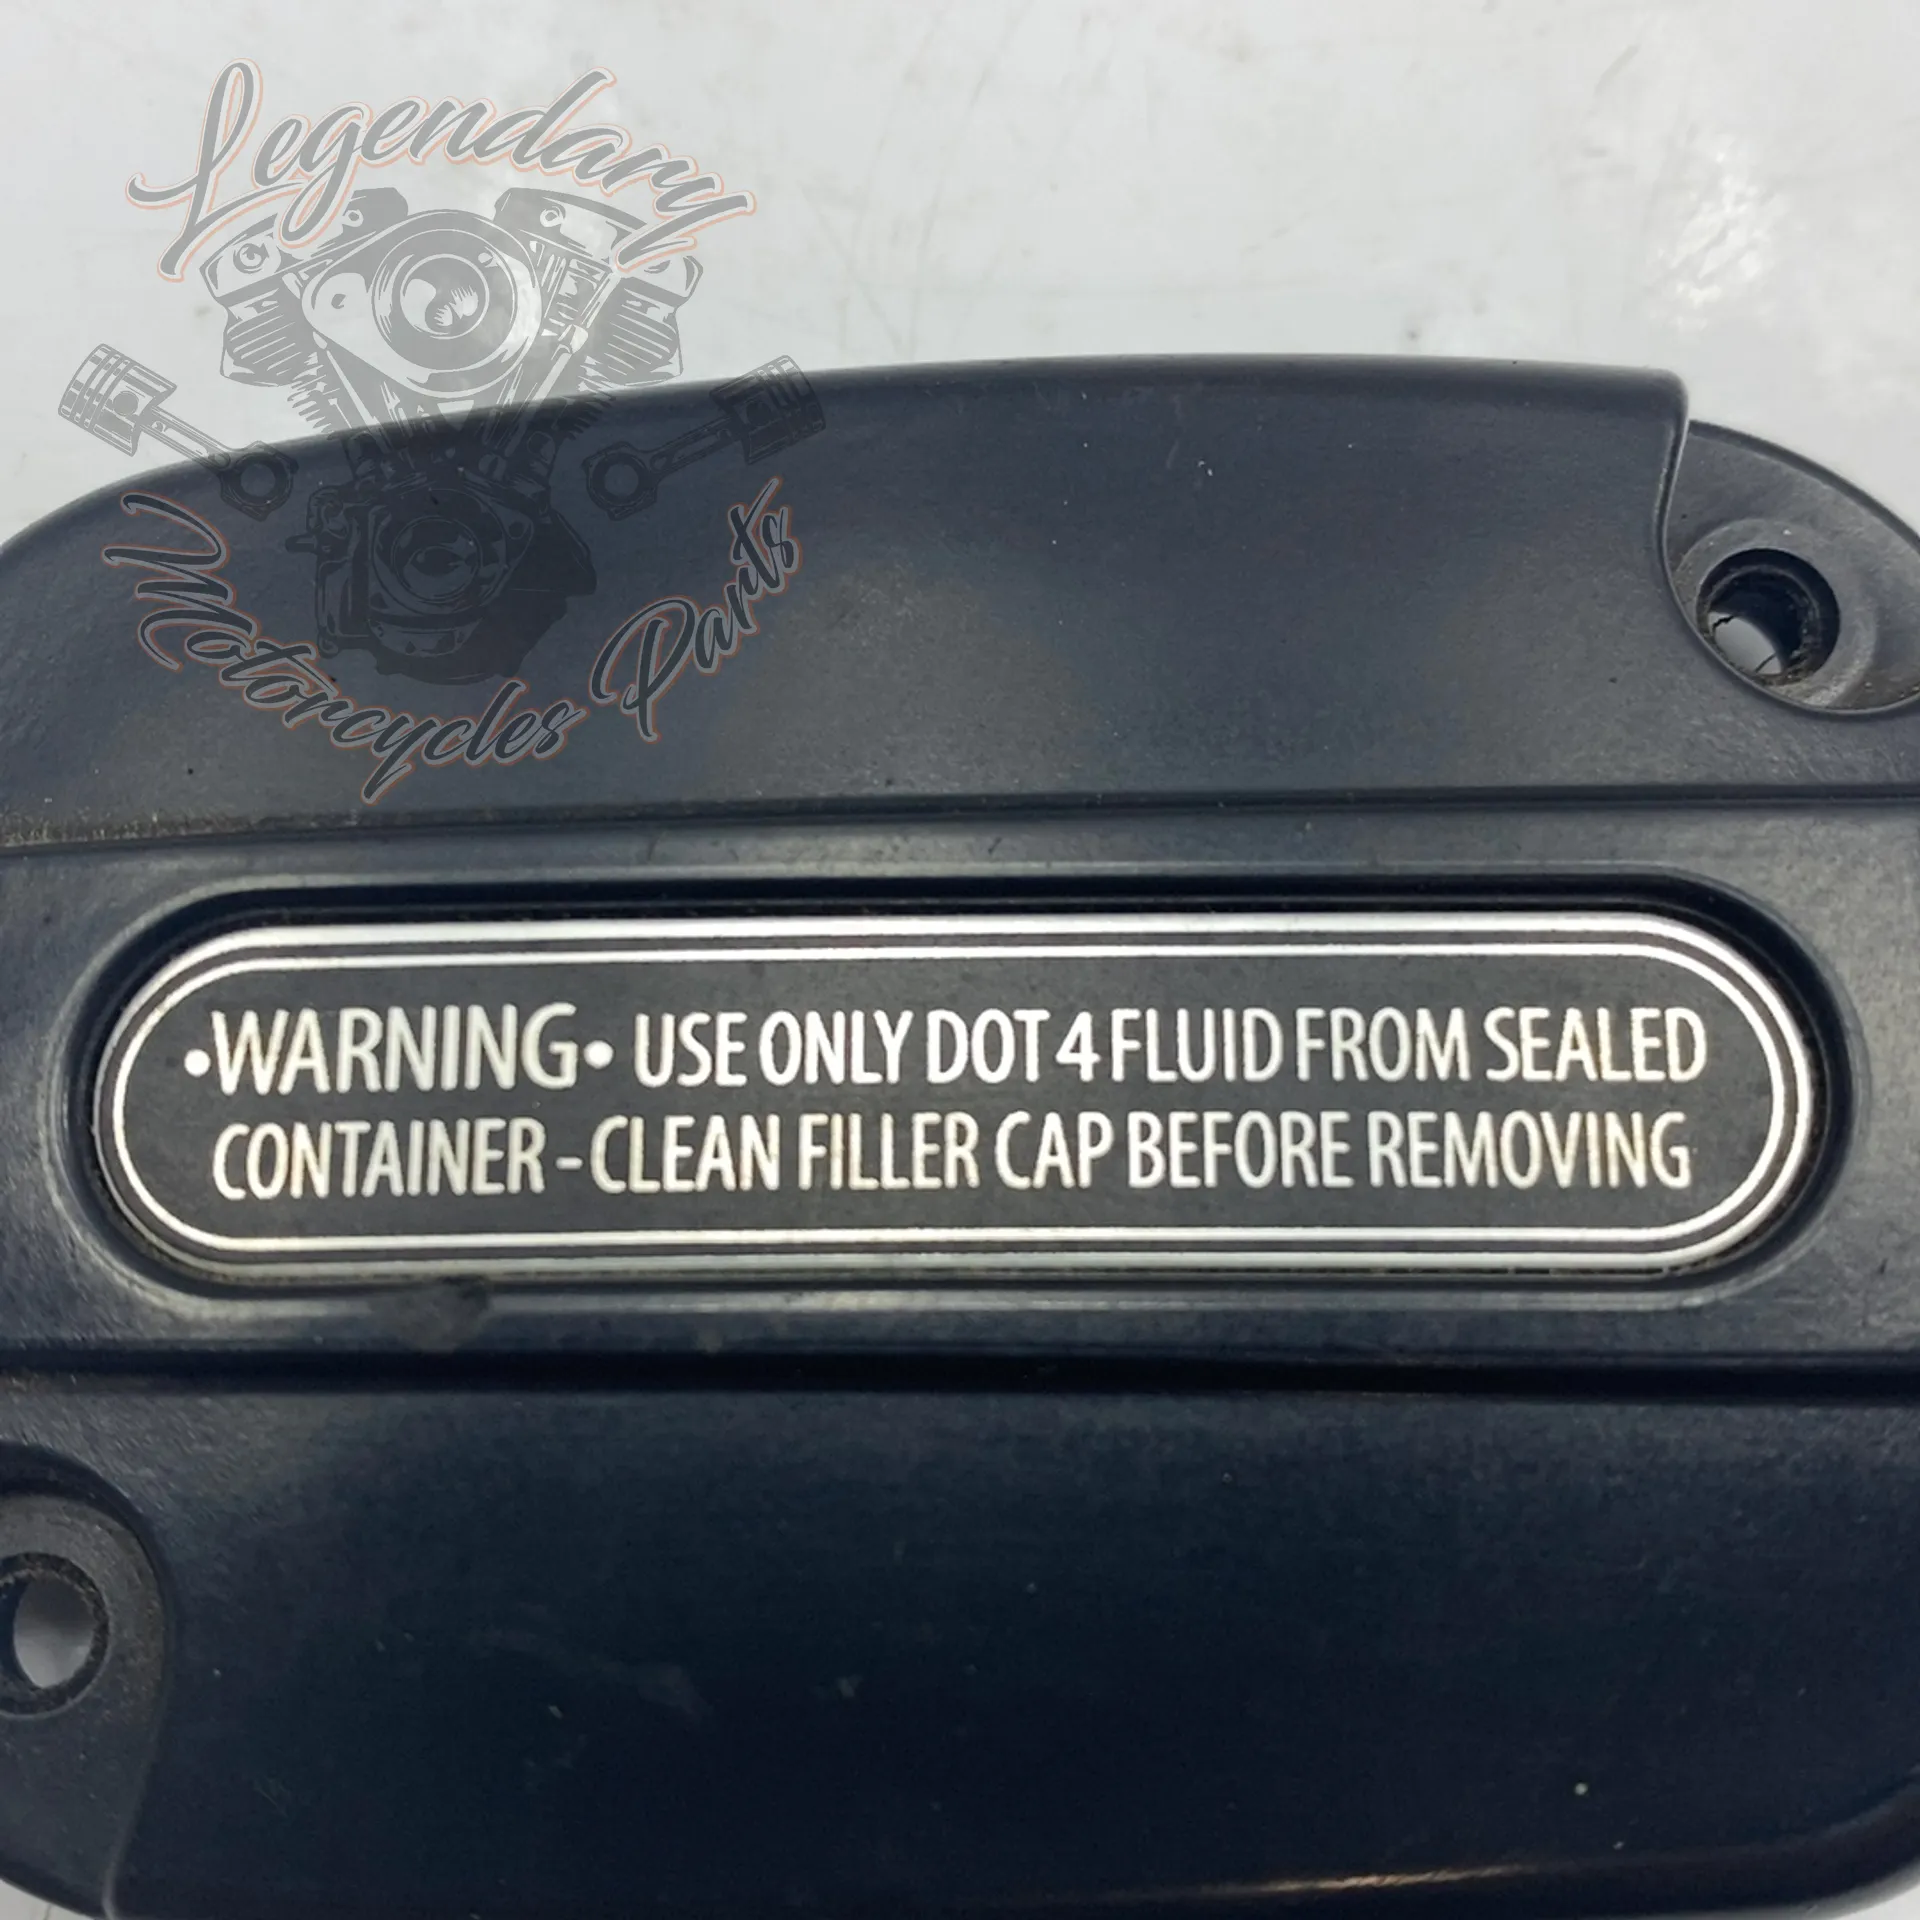 Legendary
Motorcycles Parts
•WARNING• USE ONLY DOT 4 FLUID FROM SEALED
CONTAINER - CLEAN FILLER CAP BEFORE REMOVING